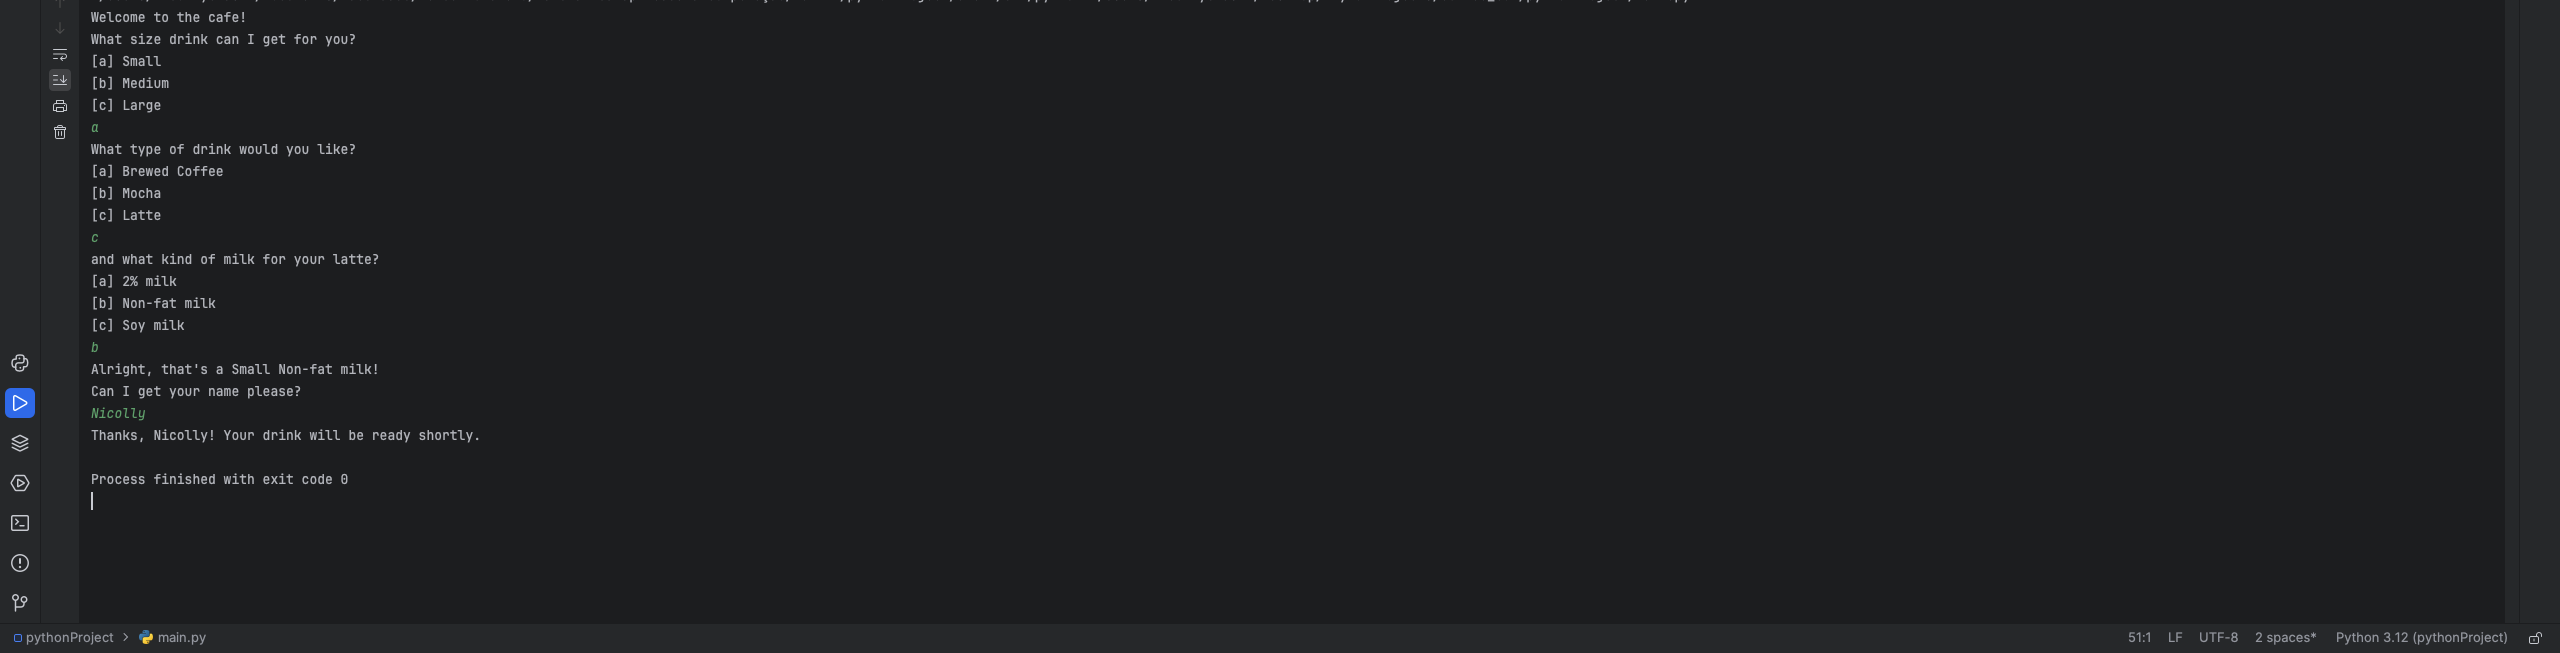 Welcome to the cafe!
What size drink can I get for you?
[a] Small
[b] Medium
[c] Large
a
What type of drink would you like?
[a] Brewed Coffee
[b] Mocha
[c] Latte
c
and what kind of milk for your latte?
[a] 2% milk
[b] Non-fat milk
[c] Soy milk
b
Alright, that's a Small Non-fat milk!
Can I get your name please?
Nicolly
Thanks, Nicolly! Your drink will be ready shortly.
Process finished with exit code 0
pythonProject > main.py 51:1 LF UTF-8 2 spaces* Python 3.12 (pythonProject)